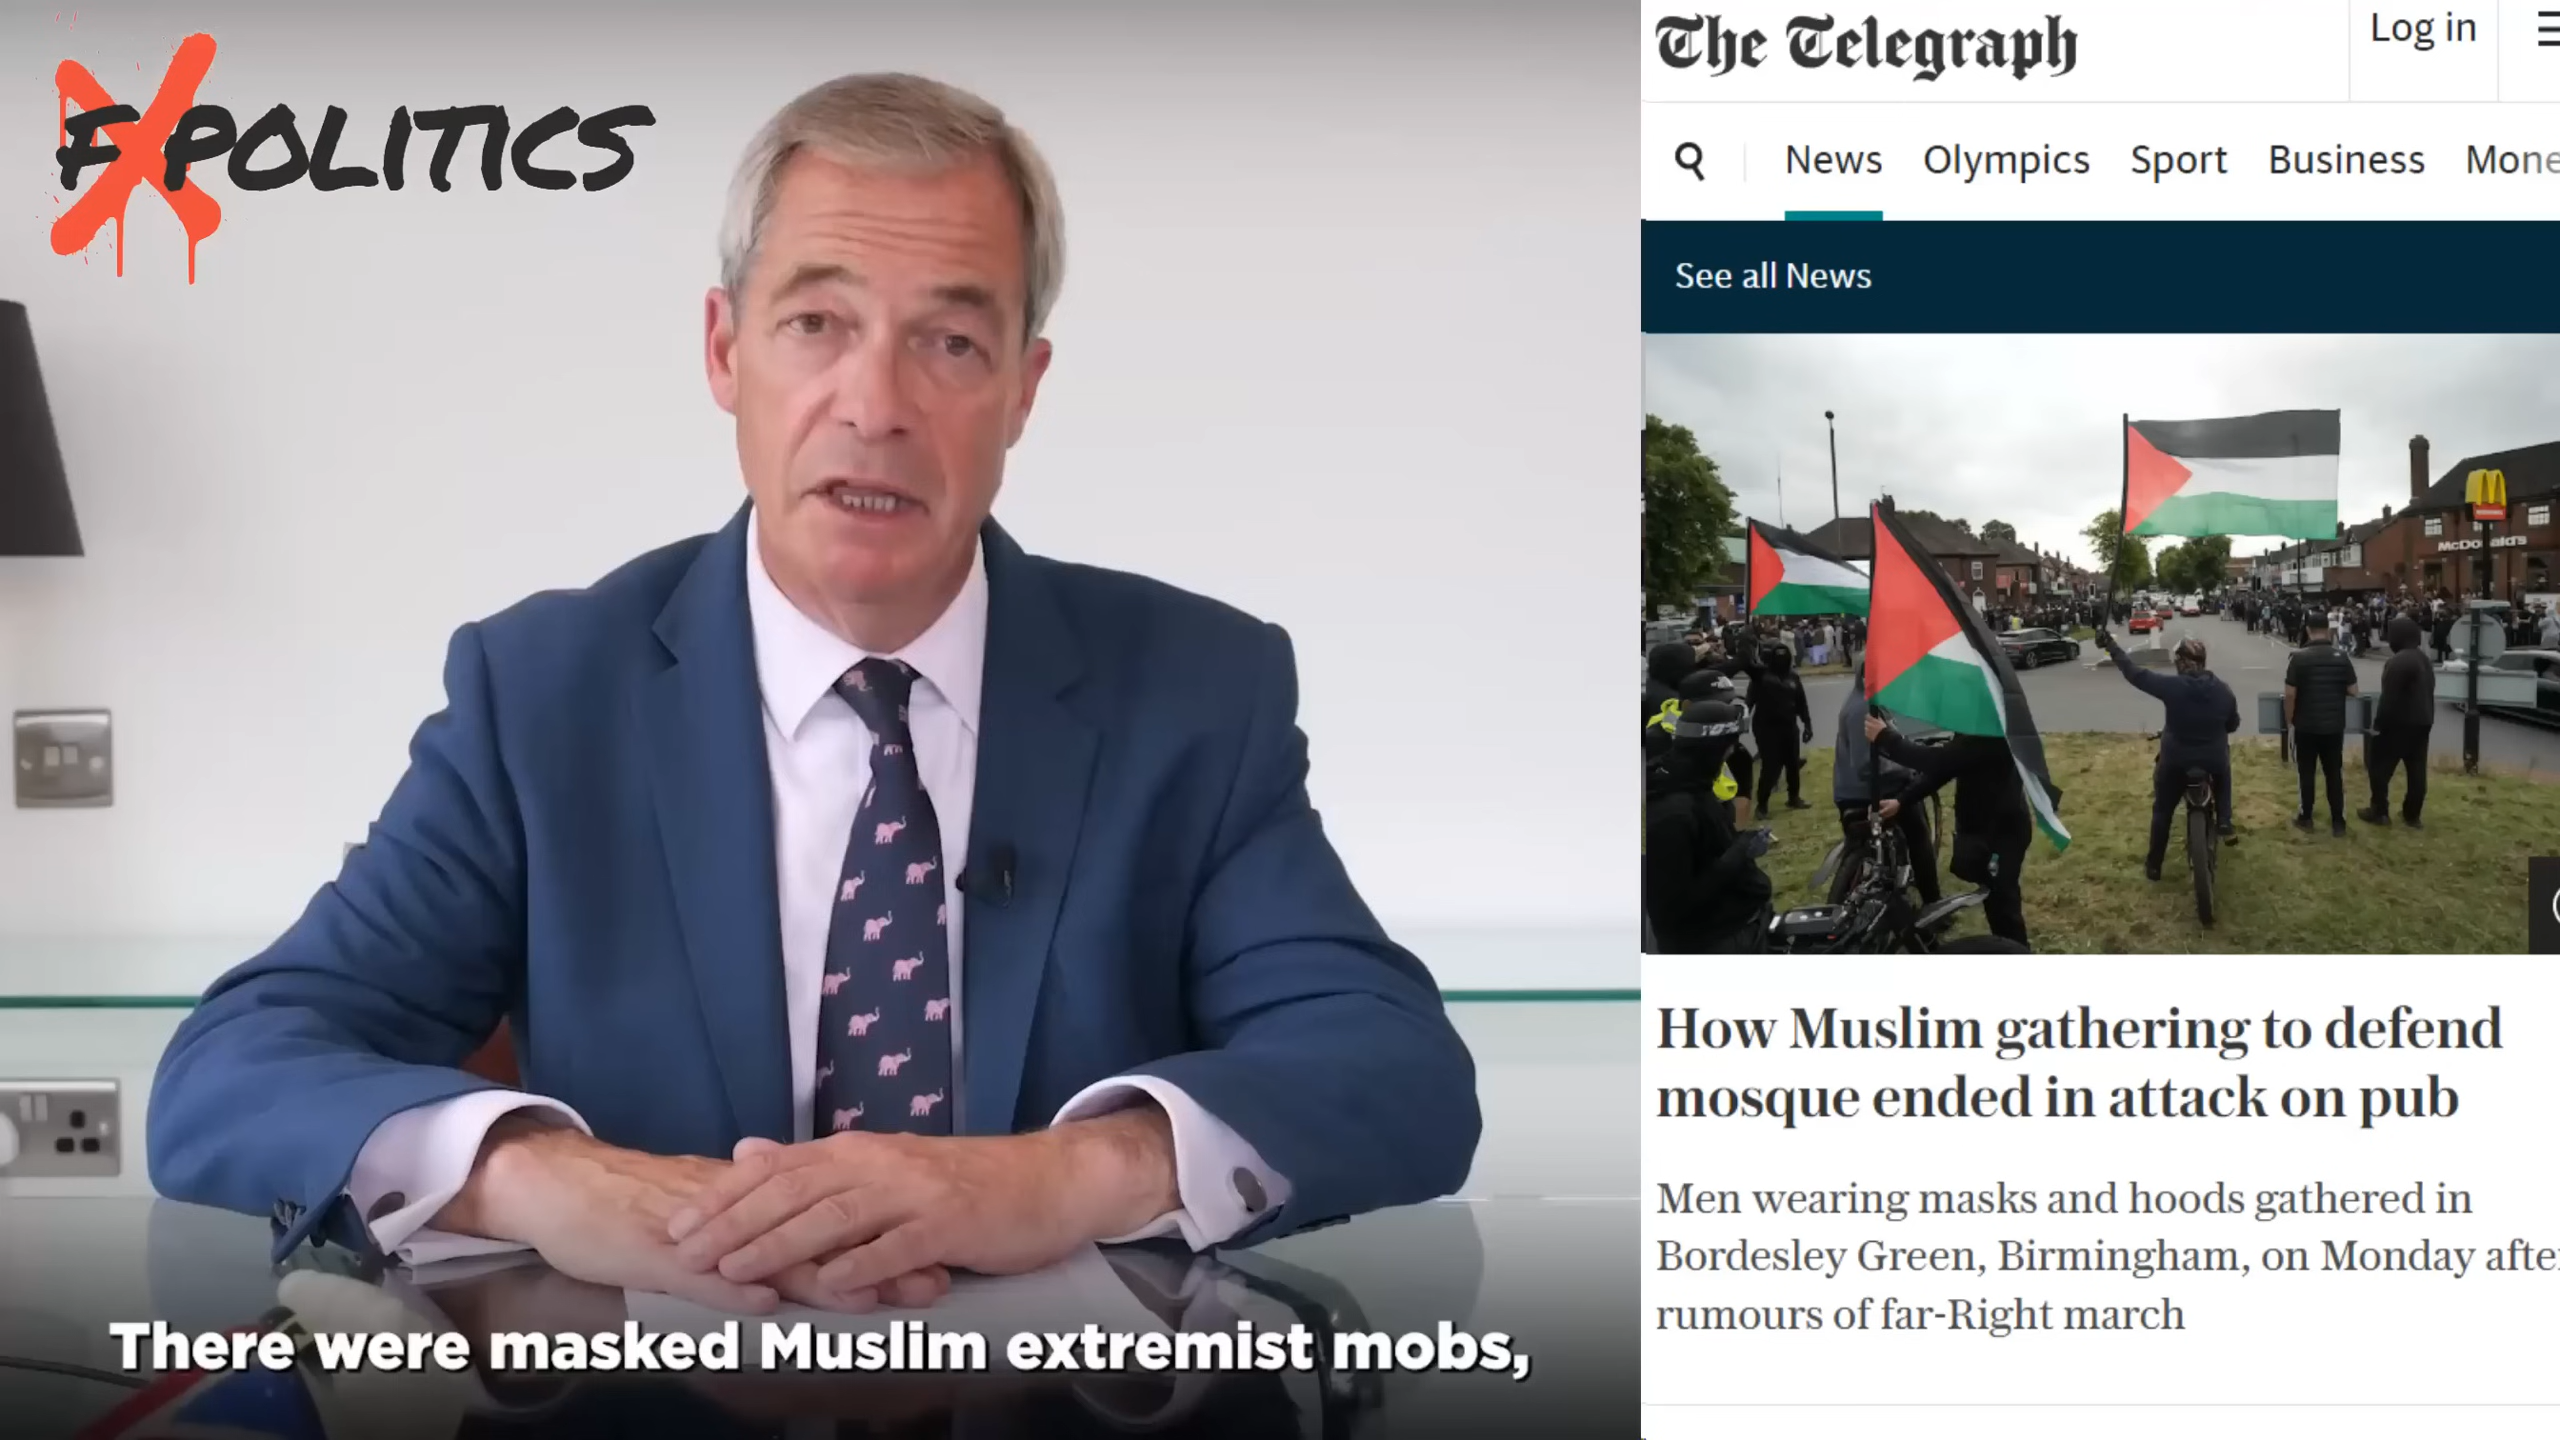 FXPOLITICS
There were masked Muslim extremist mobs,
The Telegraph
Log in
News Olympics Sport Business Mone
See all News
McDonald's
How Muslim gathering to defend
mosque ended in attack on pub
Men wearing masks and hoods gathered in
Bordesley Green, Birmingham, on Monday afte
rumours of far-Right march